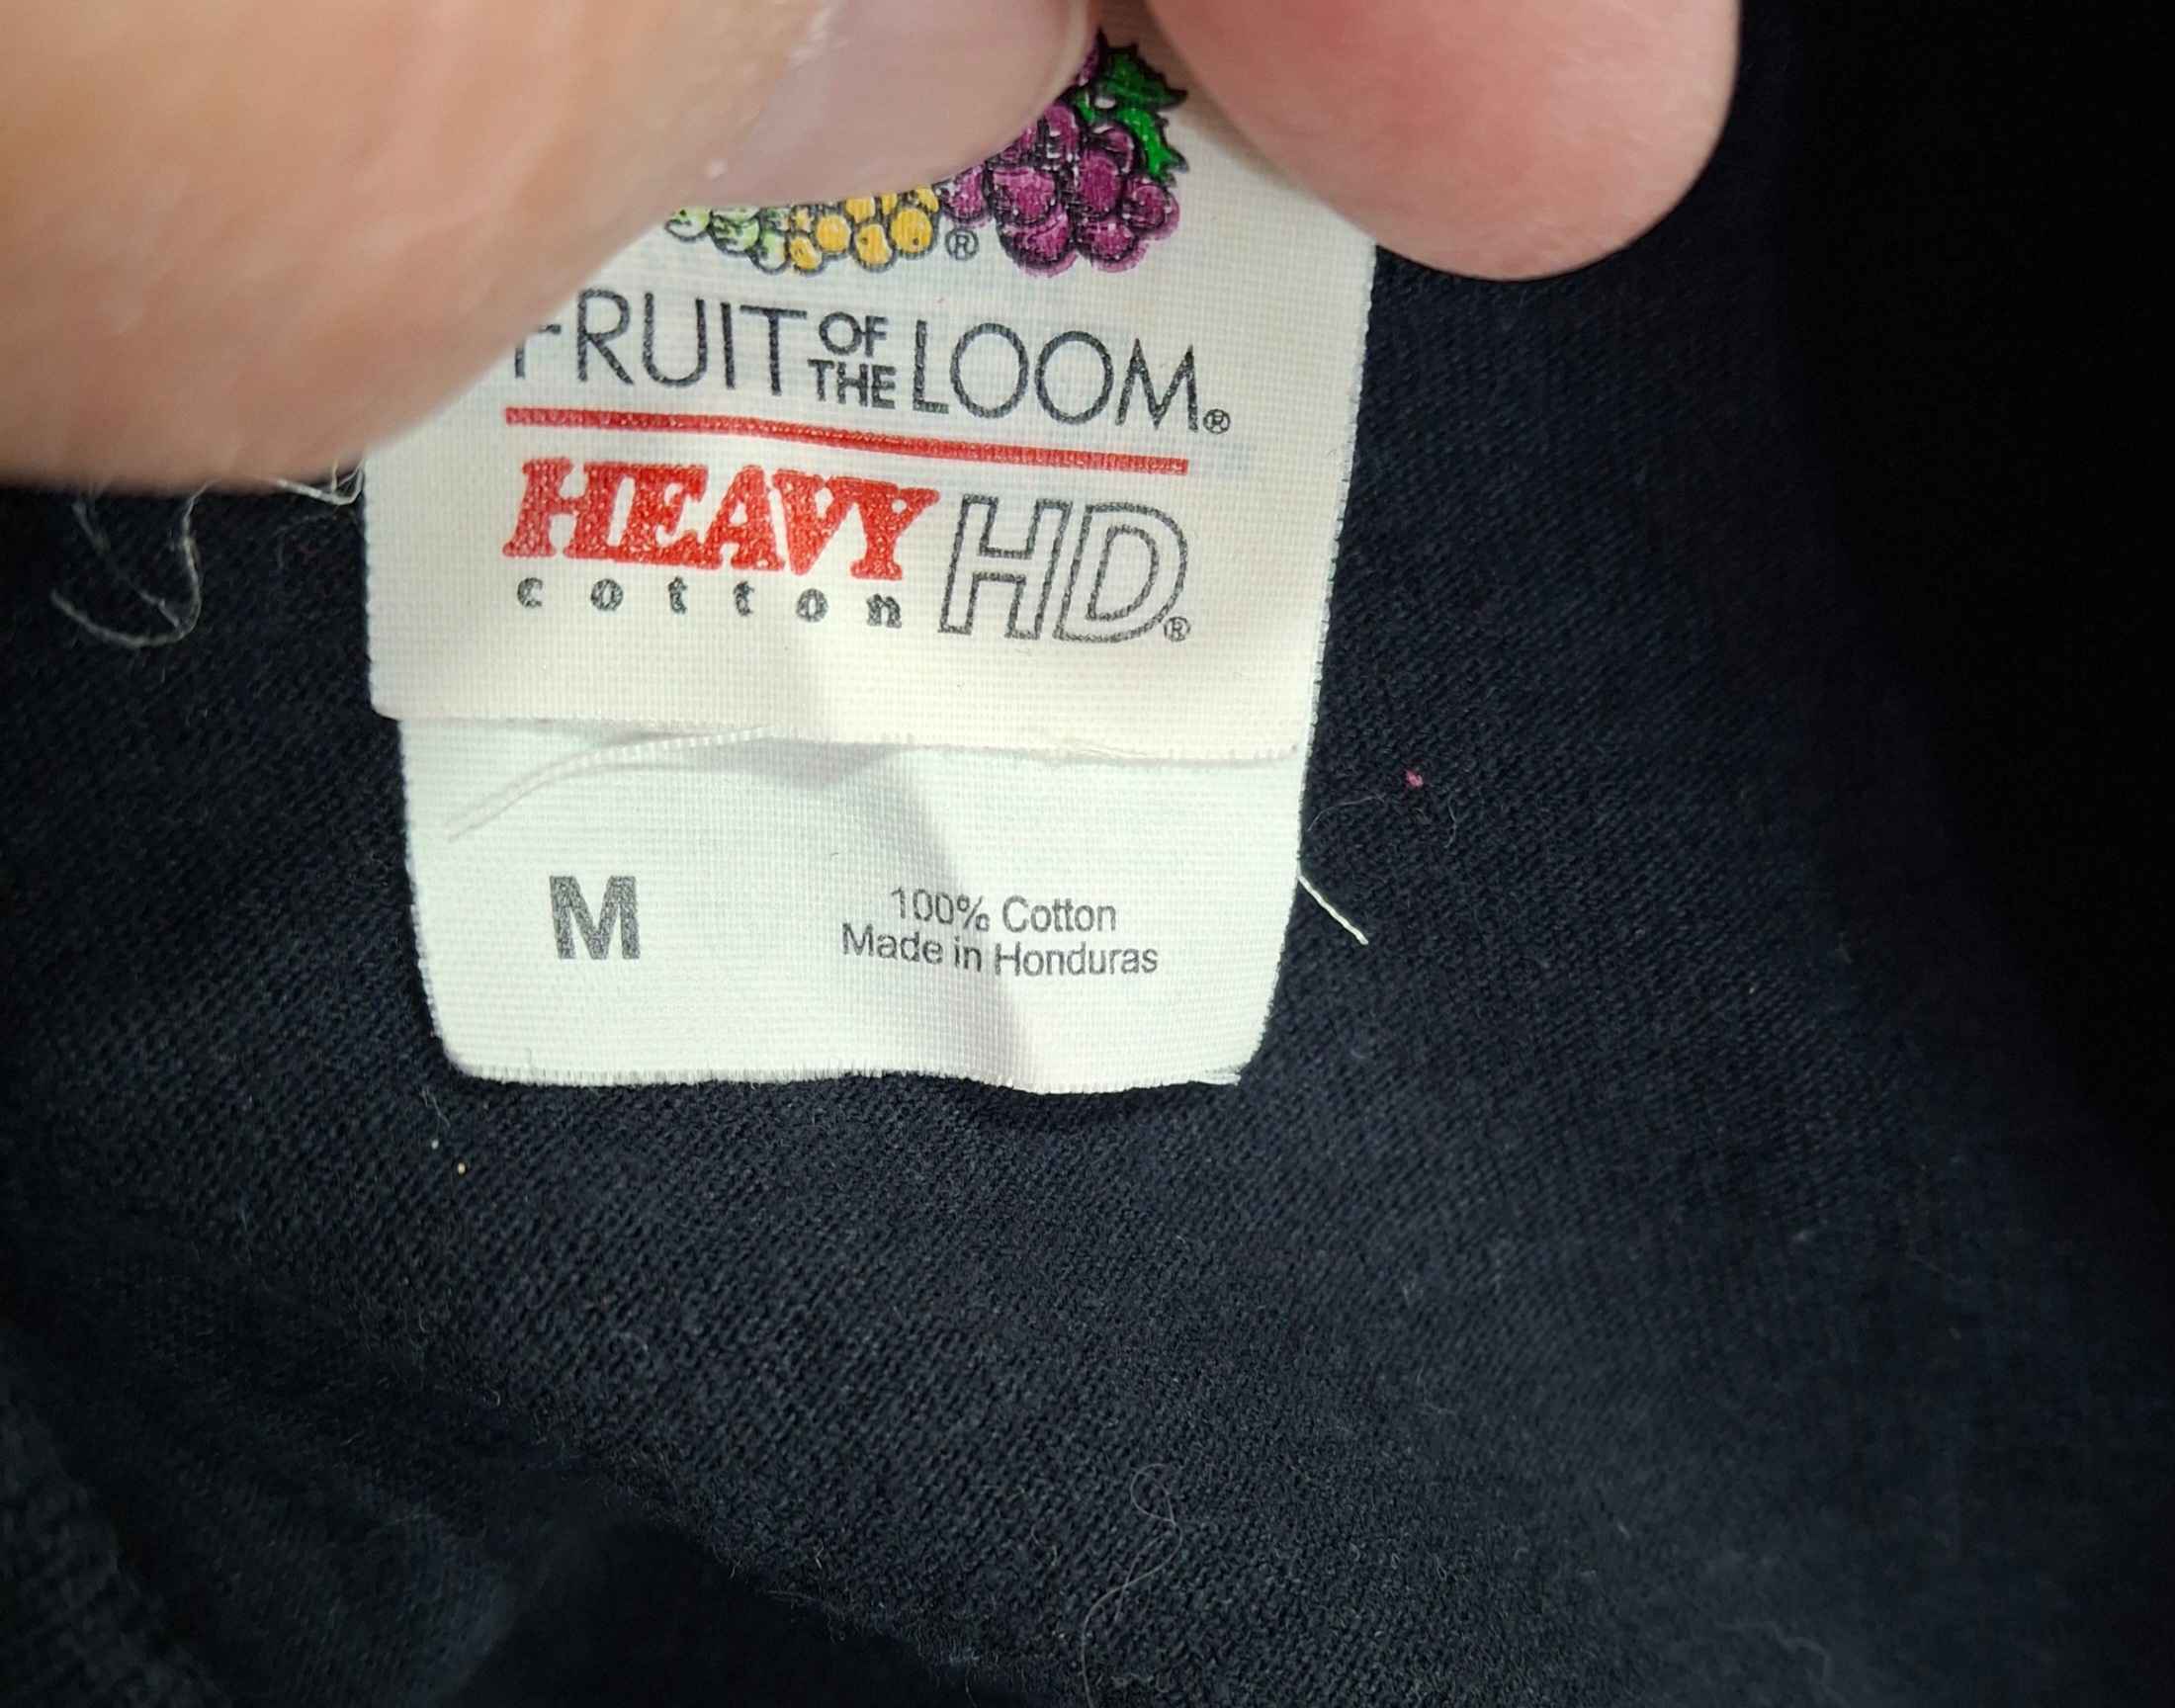 ®
FRUIT OF THE LOOM®
HEAVY HD®
cotton
M
100% Cotton
Made in Honduras